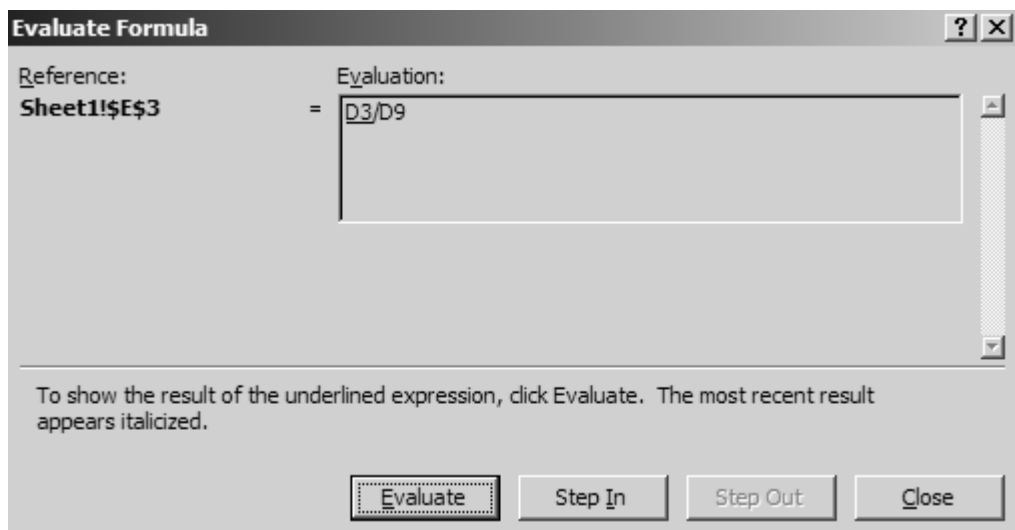 Evaluate Formula
Reference:
Evaluation:
Sheet1!$E$3 = D3/D9
To show the result of the underlined expression, click Evaluate. The most recent result
appears italicized.
Evaluate Step In Step Out Close